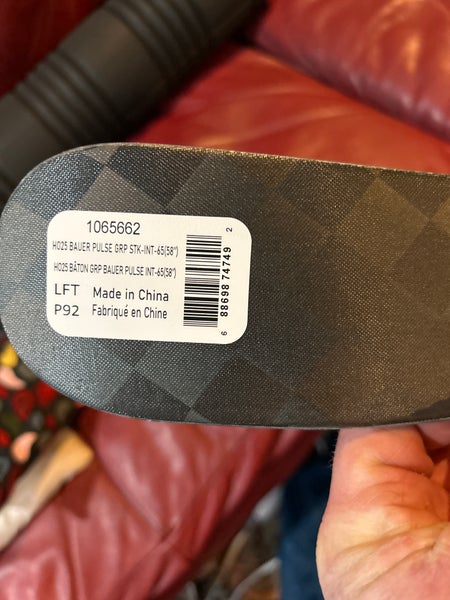 1065662
HO25 BAUER PULSE GRP STK-INT-65(58")
HO25 BÂTON GRP BAUER PULSE INT-65(58")
LFT Made in China
P92 Fabriqué en Chine
6 88698 74749 2